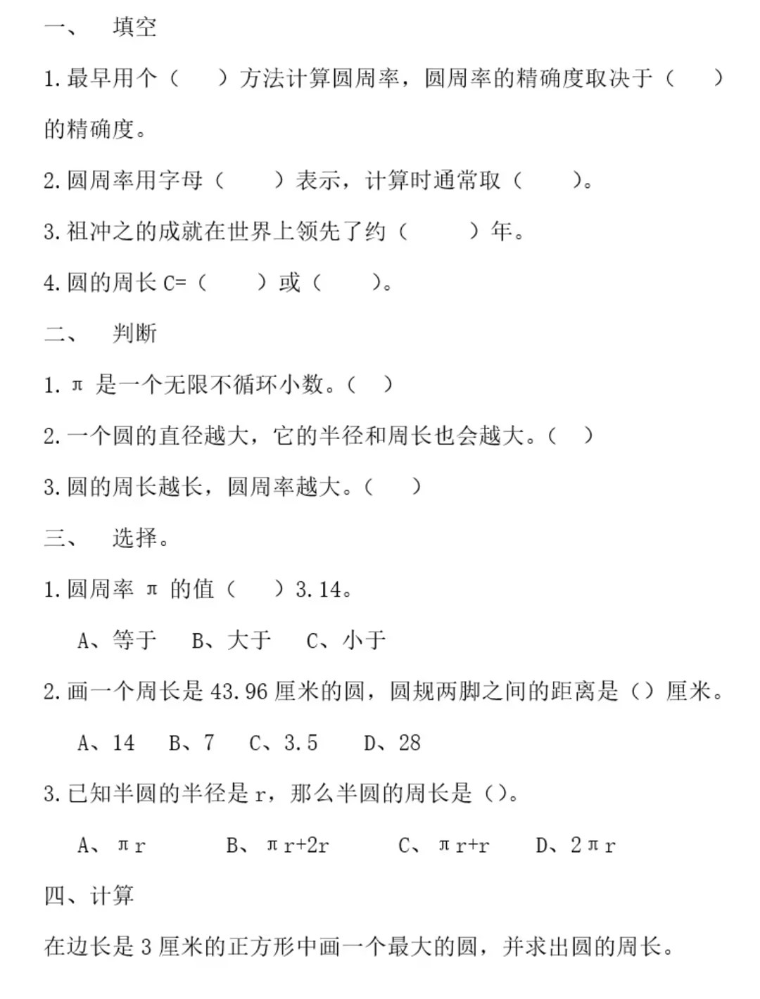 一、 填空
1.最早用个（ ）方法计算圆周率，圆周率的精确度取决于（ ）
的精确度。
2.圆周率用字母（ ）表示，计算时通常取（ ）。
3.祖冲之的成就在世界上领先了约（ ）年。
4.圆的周长 C=（ ）或（ ）。
二、 判断
1.π 是一个无限不循环小数。（ ）
2.一个圆的直径越大，它的半径和周长也会越大。（ ）
3.圆的周长越长，圆周率越大。（ ）
三、 选择。
1.圆周率 π 的值（ ）3.14。
A、等于 B、大于 C、小于
2.画一个周长是 43.96 厘米的圆，圆规两脚之间的距离是（）厘米。
A、14 B、7 C、3.5 D、28
3.已知半圆的半径是 r，那么半圆的周长是（）。
A、πr B、πr+2r C、πr+r D、2πr
四、计算
在边长是 3 厘米的正方形中画一个最大的圆，并求出圆的周长。